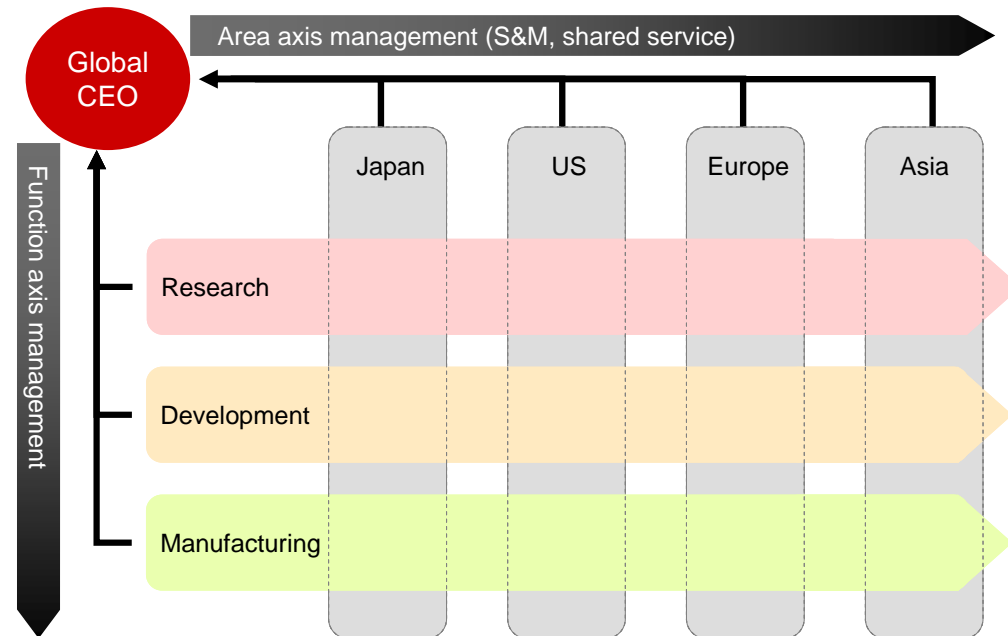 Area axis management (S&M, shared service)
Global
CEO
Function axis management
Japan
US
Europe
Asia
Research
Development
Manufacturing